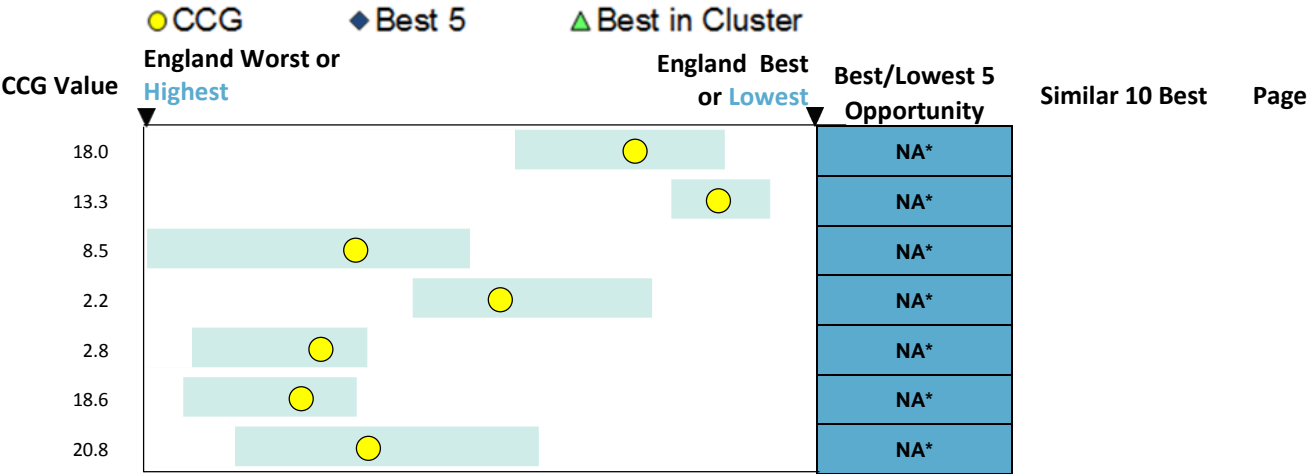 CCG Best 5 Best in Cluster
CCG Value England Worst or Highest England Best or Lowest Best/Lowest 5 Opportunity Similar 10 Best Page
18.0 NA*
13.3 NA*
8.5 NA*
2.2 NA*
2.8 NA*
18.6 NA*
20.8 NA*